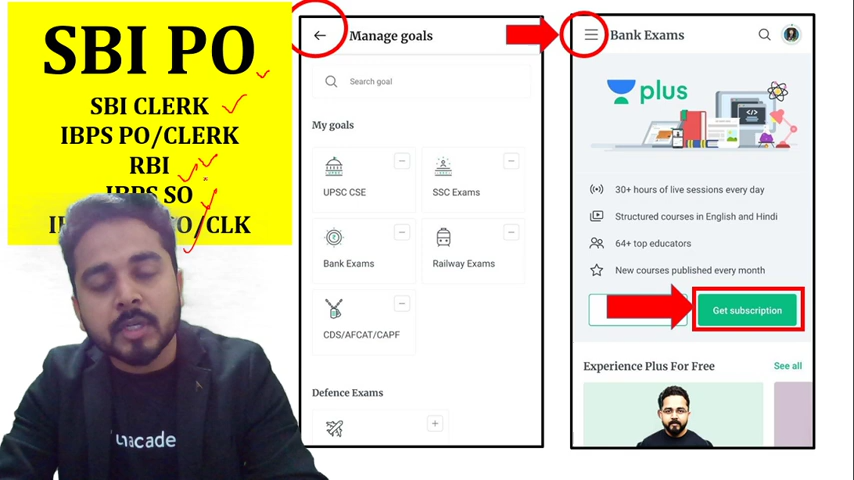 SBI PO
SBI CLERK
IBPS PO/CLERK
RBI
IBPS SO
/CLK
Manage goals
Search goal
My goals
UPSC CSE
SSC Exams
Bank Exams
Railway Exams
CDS/AFCAT/CAPF
Defence Exams
Bank Exams
plus
30+ hours of live sessions every day
Structured courses in English and Hindi
64+ top educators
New courses published every month
Get subscription
Experience Plus For Free
See all
unacade